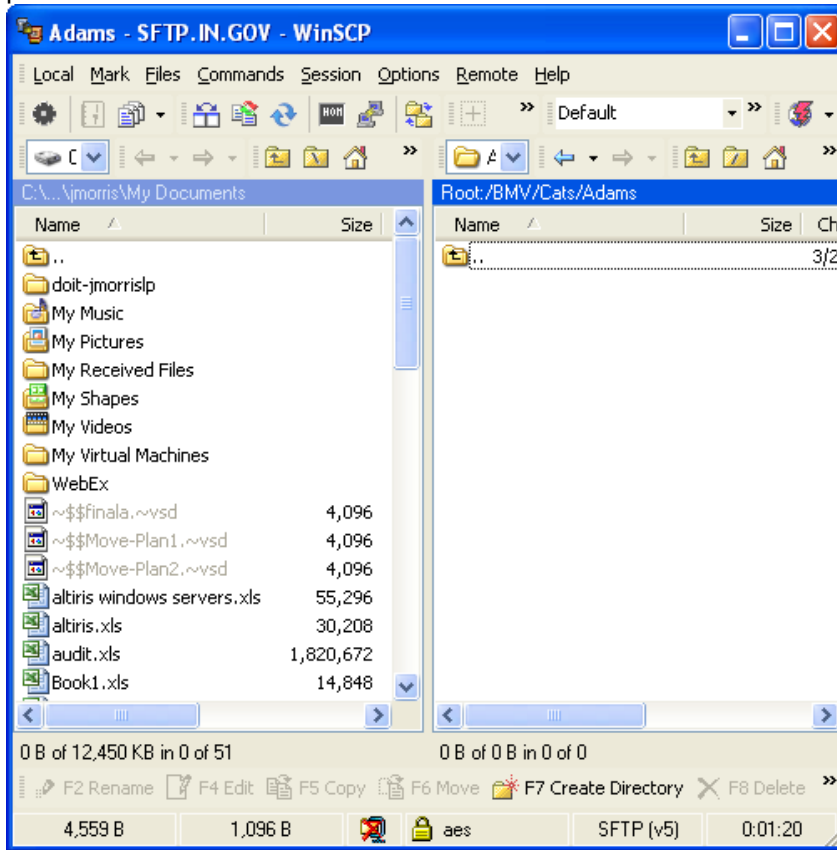 Adams - SFTP.IN.GOV - WinSCP
Local Mark Files Commands Session Options Remote Help
Default
C:\...\jmorris\My Documents
Root:/BMV/Cats/Adams
Name Size
Name Size Ch
..
.. 3/2
doit-jmorrislp
My Music
My Pictures
My Received Files
My Shapes
My Videos
My Virtual Machines
WebEx
~$$finala.~vsd 4,096
~$$Move-Plan1.~vsd 4,096
~$$Move-Plan2.~vsd 4,096
altiris windows servers.xls 55,296
altiris.xls 30,208
audit.xls 1,820,672
Book1.xls 14,848
0 B of 12,450 KB in 0 of 51
0 B of 0 B in 0 of 0
F2 Rename F4 Edit F5 Copy F6 Move F7 Create Directory F8 Delete
4,559 B 1,096 B aes SFTP (v5) 0:01:20